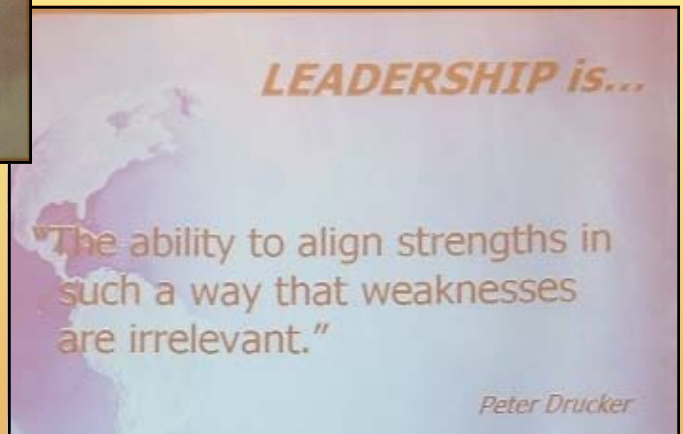 LEADERSHIP is...
"The ability to align strengths in
such a way that weaknesses
are irrelevant."
Peter Drucker